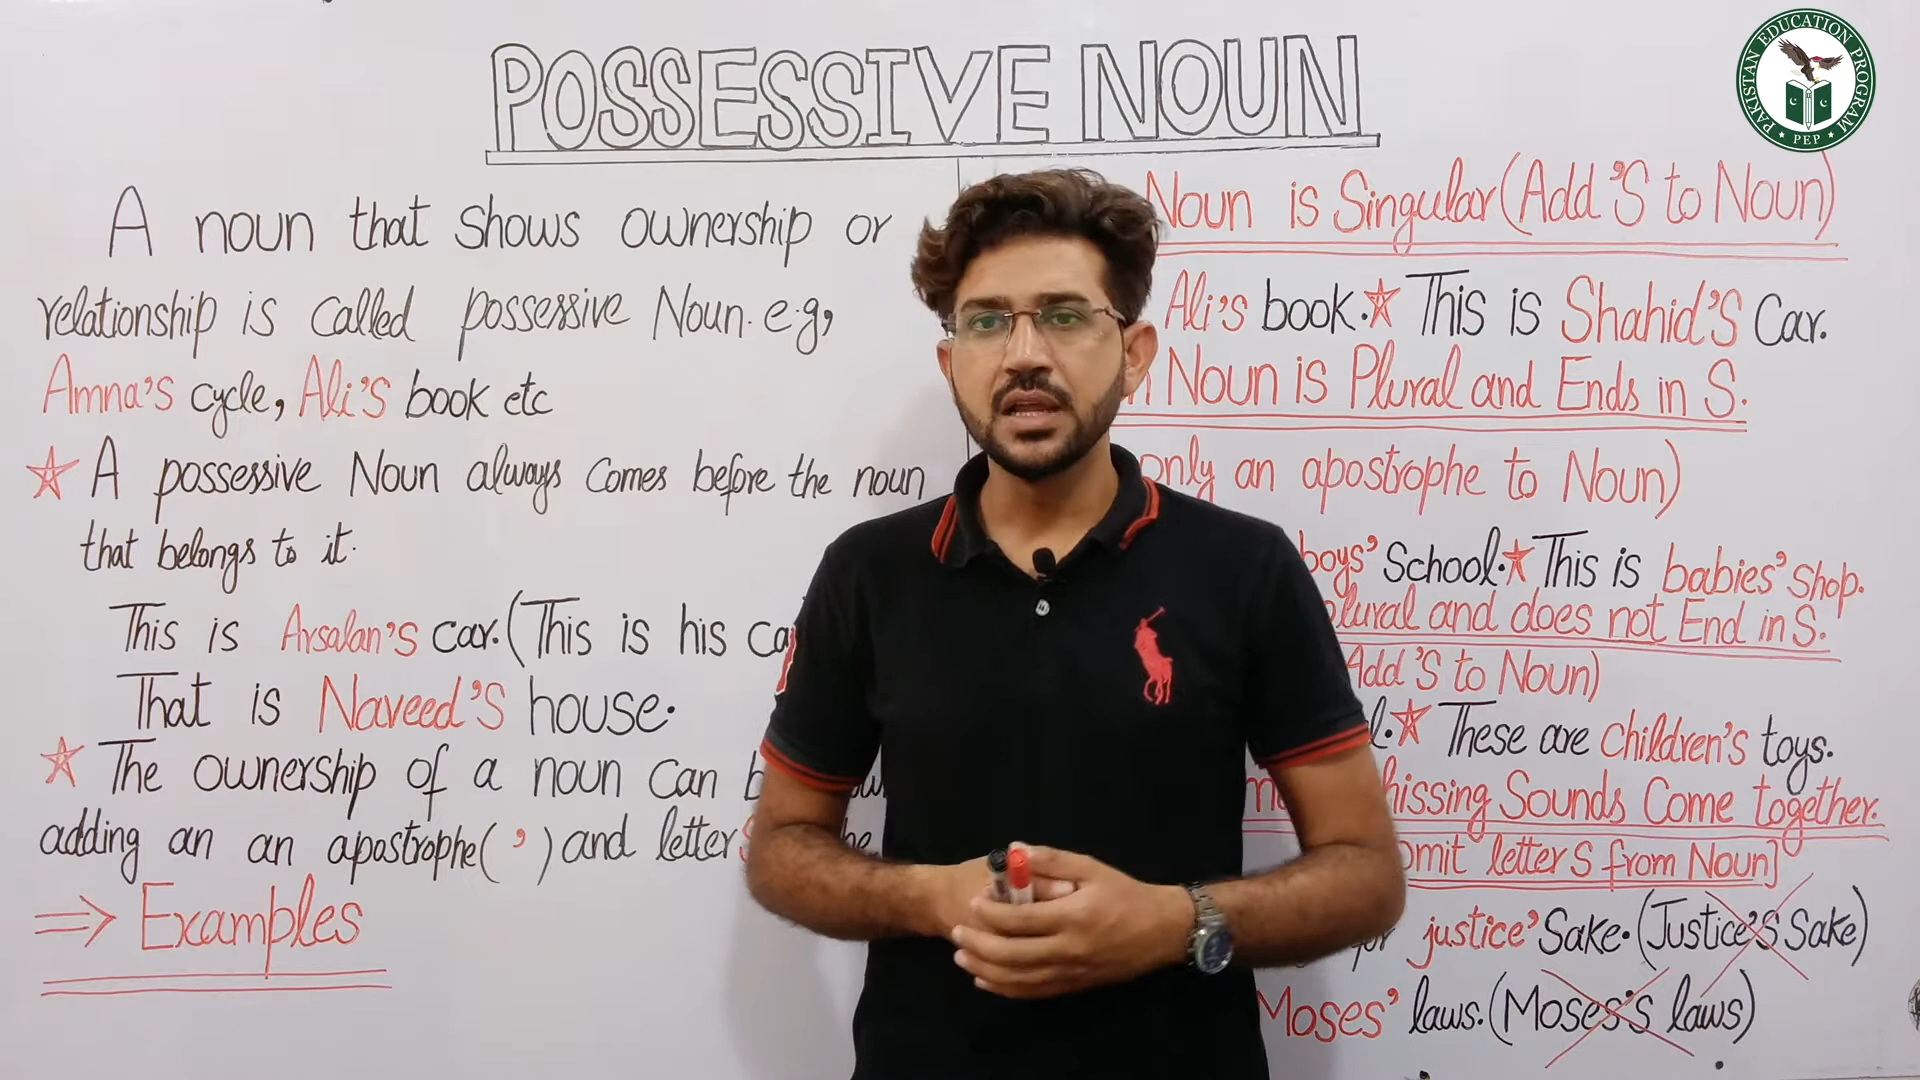 POSSESSIVE NOUN
PAKISTAN EDUCATION PROGRAM
PEP
A noun that shows ownership or
relationship is called possessive Noun. e.g,
Amna's cycle, Ali's book etc
A possessive Noun always comes before the noun
that belongs to it.
This is Arsalan's car. (This is his
That is Naveed's house.
The ownership of a noun can
adding an an apostrophe( ' ) and letter
⇒ Examples
Noun is Singular (Add 'S to Noun)
Ali's book. This is Shahid's Car.
Noun is Plural and Ends in S.
only an apostrophe to Noun)
boys' School. This is babies' shop.
plural and does not End in S.
Add 'S to Noun)
These are children's toys.
hissing Sounds Come together.
omit letter S from Noun]
justice' Sake. (Justice's Sake)
Moses' laws. (Moses's laws)